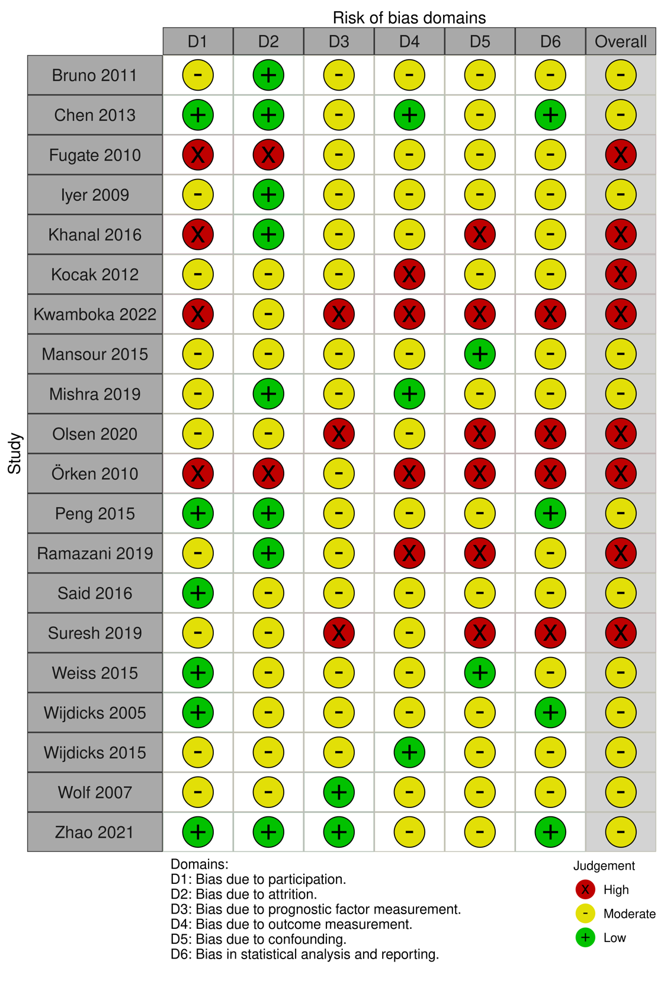 Risk of bias domains
D1 D2 D3 D4 D5 D6 Overall
Study
Bruno 2011 - + - - - - -
Chen 2013 + + - + - + -
Fugate 2010 X X - - - - X
Iyer 2009 - + - - - - -
Khanal 2016 X + - - X - X
Kocak 2012 - - - X - - X
Kwamboka 2022 X - X X X X X
Mansour 2015 - - - - + - -
Mishra 2019 - + - + - - -
Olsen 2020 - - X - X X X
Örken 2010 X X - X X X X
Peng 2015 + + - - - + -
Ramazani 2019 - + - X X - X
Said 2016 + - - - - - -
Suresh 2019 - - X - X X X
Weiss 2015 + - - - + - -
Wijdicks 2005 + - - - - + -
Wijdicks 2015 - - - + - - -
Wolf 2007 - - + - - - -
Zhao 2021 + + + - - + -
Domains:
D1: Bias due to participation.
D2: Bias due to attrition.
D3: Bias due to prognostic factor measurement.
D4: Bias due to outcome measurement.
D5: Bias due to confounding.
D6: Bias in statistical analysis and reporting.
Judgement
X High
- Moderate
+ Low